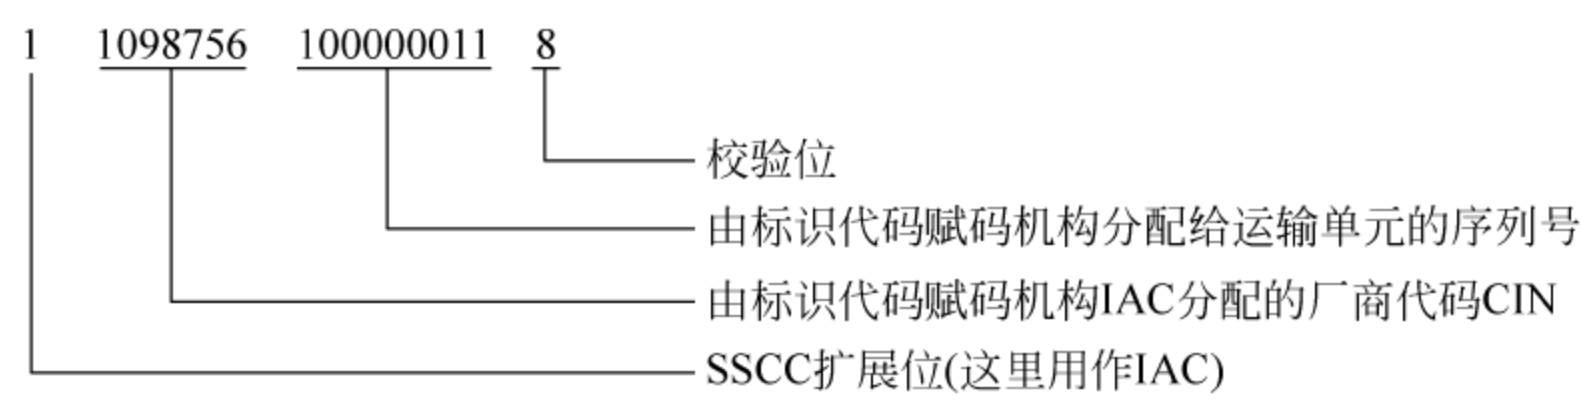 1 1098756 100000011 8
校验位
由标识代码赋码机构分配给运输单元的序列号
由标识代码赋码机构IAC分配的厂商代码CIN
SSCC扩展位(这里用作IAC)